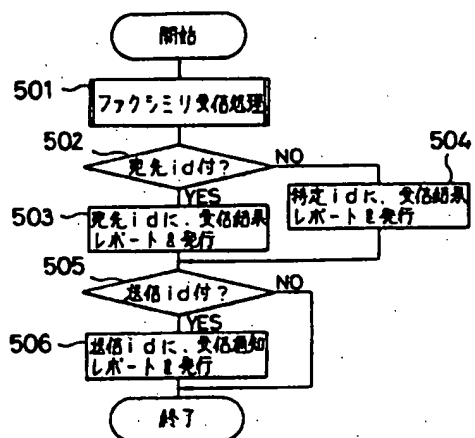 開始
501
ファクシミリ受信処理
502
宛先id付?
NO
504
YES
特定idに、受信結果
レポートを発行
503
宛先idに、受信結果
レポートを発行
505
送信id付?
NO
YES
506
送信idに、受信通知
レポートを発行
終了